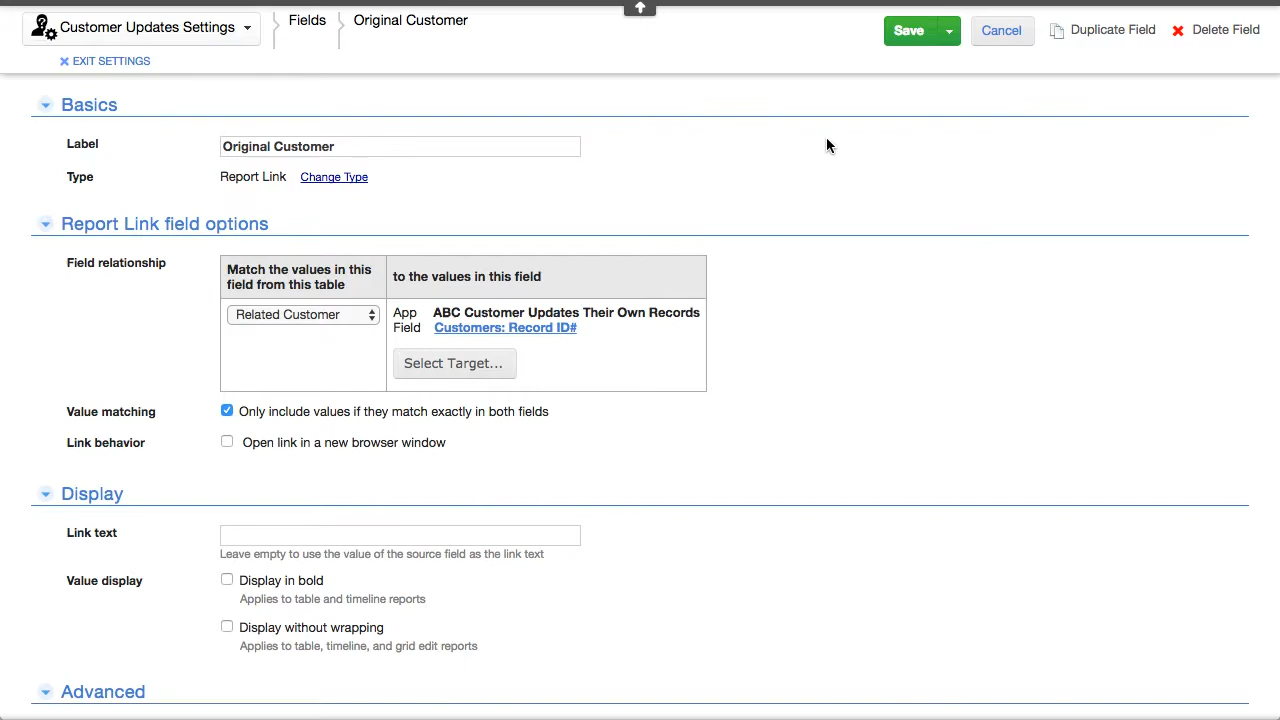 Customer Updates Settings
Fields
Original Customer
Save
Cancel
Duplicate Field
Delete Field
EXIT SETTINGS
Basics
Label
Original Customer
Type
Report Link Change Type
Report Link field options
Field relationship
Match the values in this
field from this table
to the values in this field
Related Customer
App ABC Customer Updates Their Own Records
Field Customers: Record ID#
Select Target...
Value matching
Only include values if they match exactly in both fields
Link behavior
Open link in a new browser window
Display
Link text
Leave empty to use the value of the source field as the link text
Value display
Display in bold
Applies to table and timeline reports
Display without wrapping
Applies to table, timeline, and grid edit reports
Advanced